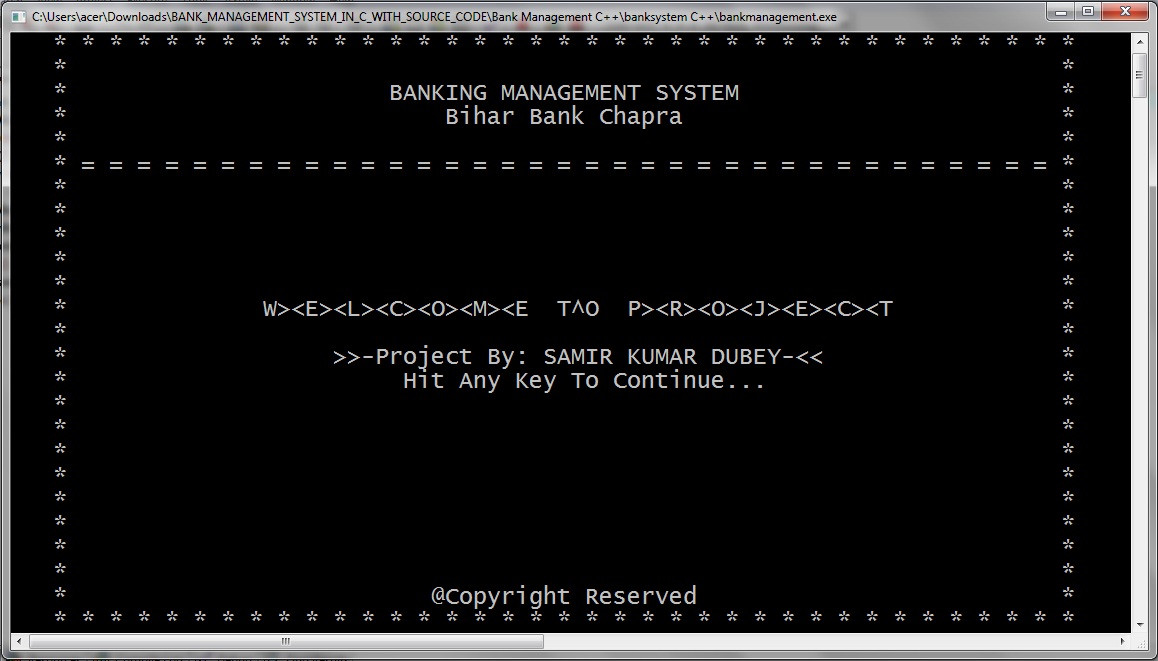 C:\Users\acer\Downloads\BANK_MANAGEMENT_SYSTEM_IN_C_WITH_SOURCE_CODE\Bank Management C++\banksystem C++\bankmanagement.exe
* * * * * * * * * * * * * * * * * * * * * * * * * * * * * * * * * * * * *
* *
* BANKING MANAGEMENT SYSTEM *
* Bihar Bank Chapra *
* *
* = = = = = = = = = = = = = = = = = = = = = = = = = = = = = = = = = = = *
* *
* *
* *
* *
* *
* W><E><L><C><O><M><E T^O P><R><O><J><E><C><T *
* *
* >>-Project By: SAMIR KUMAR DUBEY-<< *
* Hit Any Key To Continue... *
* *
* *
* *
* *
* *
* *
* *
* *
* @Copyright Reserved *
* * * * * * * * * * * * * * * * * * * * * * * * * * * * * * * * * * * * *